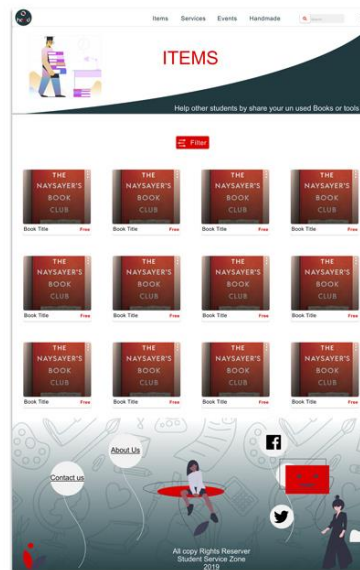 Items Services Events Handmade
ITEMS
Help other students by share your un used Books or tools
Filter
THE NAYSAYER'S BOOK CLUB
THE NAYSAYER'S BOOK CLUB
THE NAYSAYER'S BOOK CLUB
THE NAYSAYER'S BOOK CLUB
Book Title Free
Book Title Free
Book Title Free
Book Title Free
THE NAYSAYER'S BOOK CLUB
THE NAYSAYER'S BOOK CLUB
THE NAYSAYER'S BOOK CLUB
THE NAYSAYER'S BOOK CLUB
Book Title Free
Book Title Free
Book Title Free
Book Title Free
THE NAYSAYER'S BOOK CLUB
THE NAYSAYER'S BOOK CLUB
THE NAYSAYER'S BOOK CLUB
THE NAYSAYER'S BOOK CLUB
Book Title Free
Book Title Free
Book Title Free
Book Title Free
About Us
Contact us
All copy Rights Reserver
Student Service Zone
2019